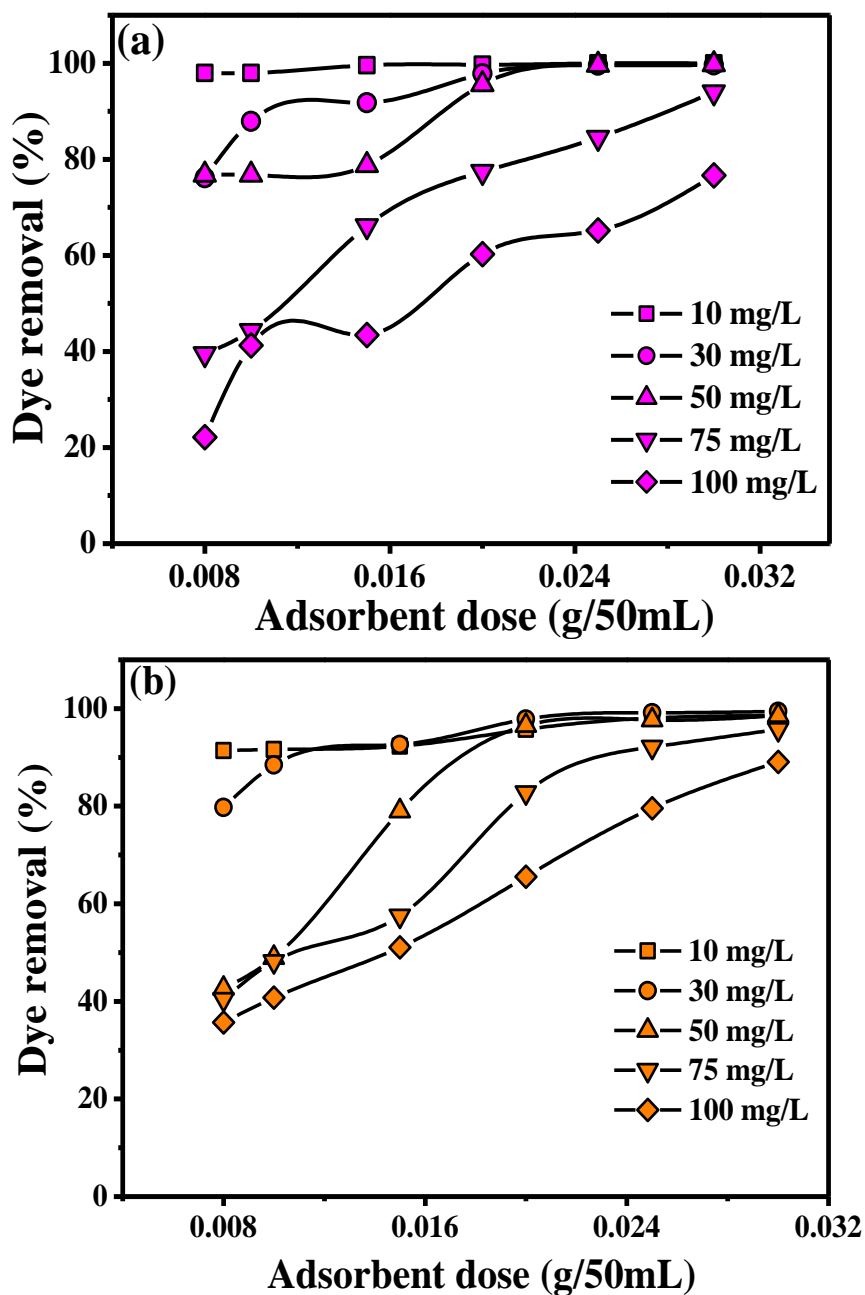 (a)
100
80
60
40
20
0
Dye removal (%)
10 mg/L
30 mg/L
50 mg/L
75 mg/L
100 mg/L
0.008 0.016 0.024 0.032
Adsorbent dose (g/50mL)
(b)
100
80
60
40
20
0
Dye removal (%)
10 mg/L
30 mg/L
50 mg/L
75 mg/L
100 mg/L
0.008 0.016 0.024 0.032
Adsorbent dose (g/50mL)